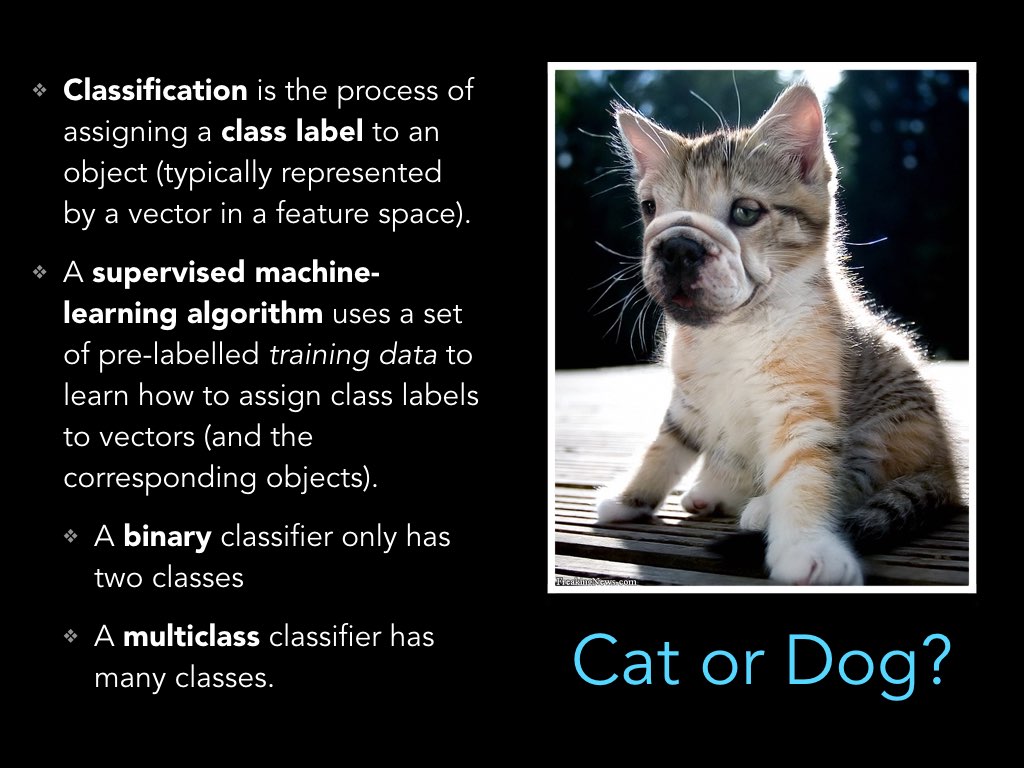 Classification is the process of
assigning a class label to an
object (typically represented
by a vector in a feature space).
A supervised machine-
learning algorithm uses a set
of pre-labelled training data to
learn how to assign class labels
to vectors (and the
corresponding objects).
A binary classifier only has
two classes
A multiclass classifier has
many classes.
FreakingNews.com
Cat or Dog?